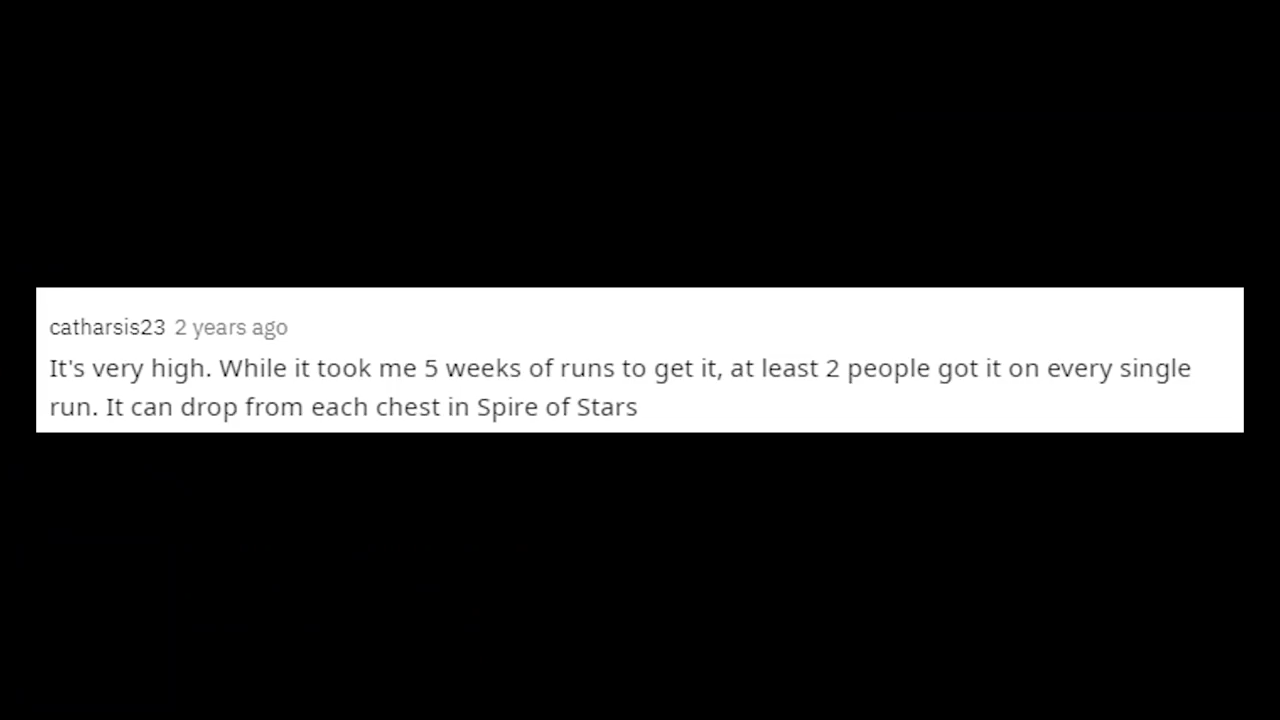 catharsis23 2 years ago
It's very high. While it took me 5 weeks of runs to get it, at least 2 people got it on every single
run. It can drop from each chest in Spire of Stars